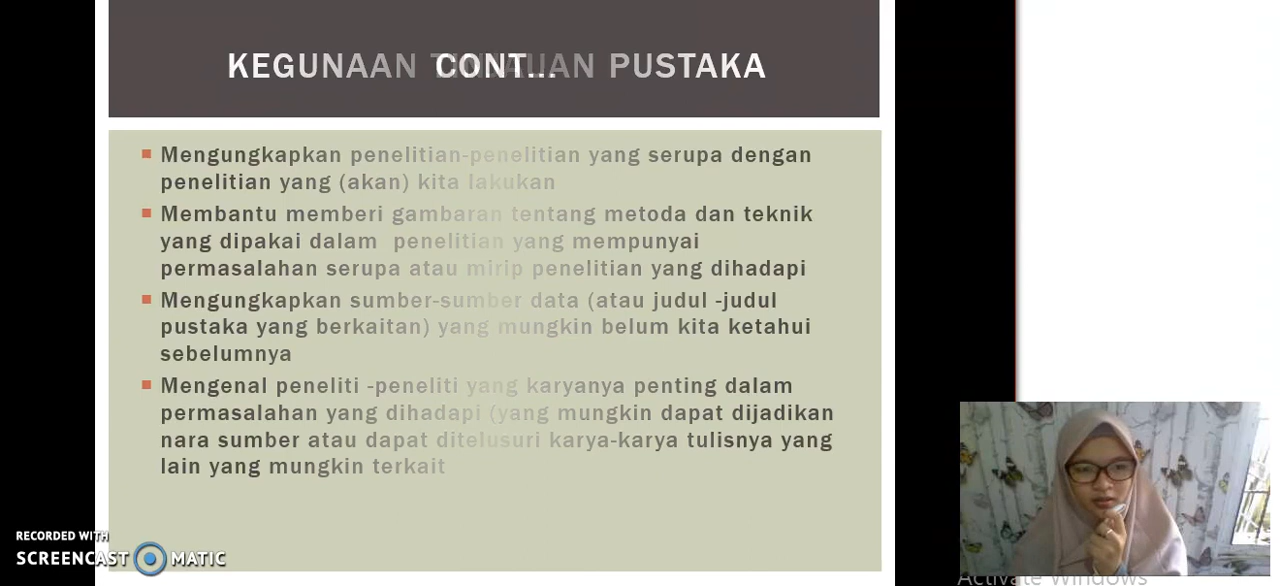 KEGUNAAN TINJAUAN PUSTAKA
CONT...
Mengungkapkan penelitian-penelitian yang serupa dengan
penelitian yang (akan) kita lakukan
Membantu memberi gambaran tentang metoda dan teknik
yang dipakai dalam penelitian yang mempunyai
permasalahan serupa atau mirip penelitian yang dihadapi
Mengungkapkan sumber-sumber data (atau judul -judul
pustaka yang berkaitan) yang mungkin belum kita ketahui
sebelumnya
Mengenal peneliti -peneliti yang karyanya penting dalam
permasalahan yang dihadapi (yang mungkin dapat dijadikan
nara sumber atau dapat ditelusuri karya-karya tulisnya yang
lain yang mungkin terkait
RECORDED WITH
SCREENCAST MATIC
Activate Windows